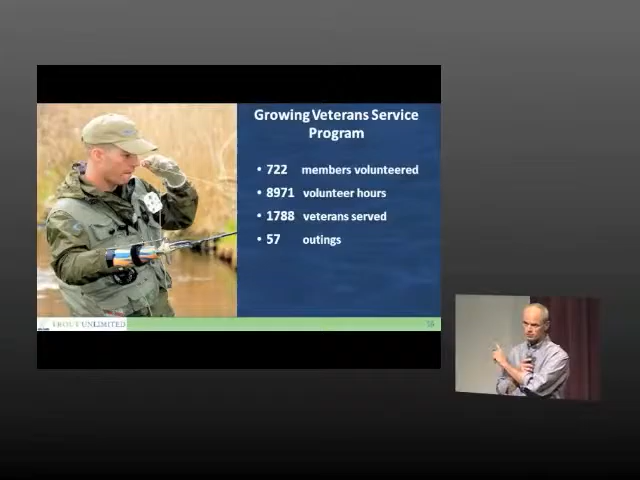 Growing Veterans Service
Program
• 722 members volunteered
• 8971 volunteer hours
• 1788 veterans served
• 57 outings
TROUT UNLIMITED